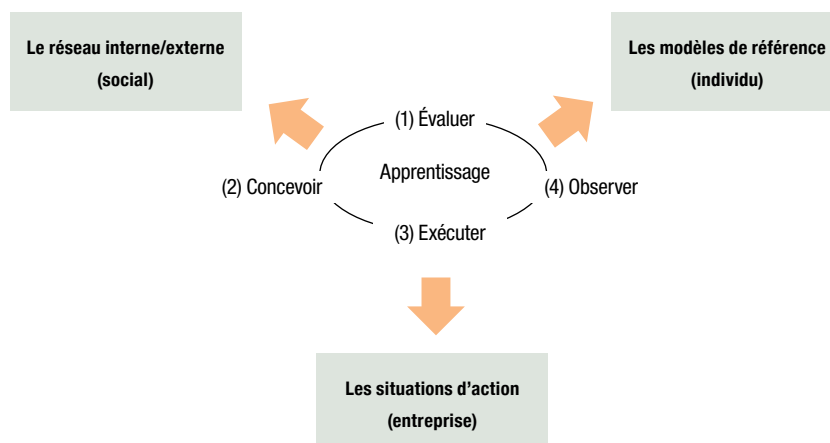 Le réseau interne/externe
(social)
Les modèles de référence
(individu)
(1) Évaluer
Apprentissage
(2) Concevoir
(4) Observer
(3) Exécuter
Les situations d’action
(entreprise)